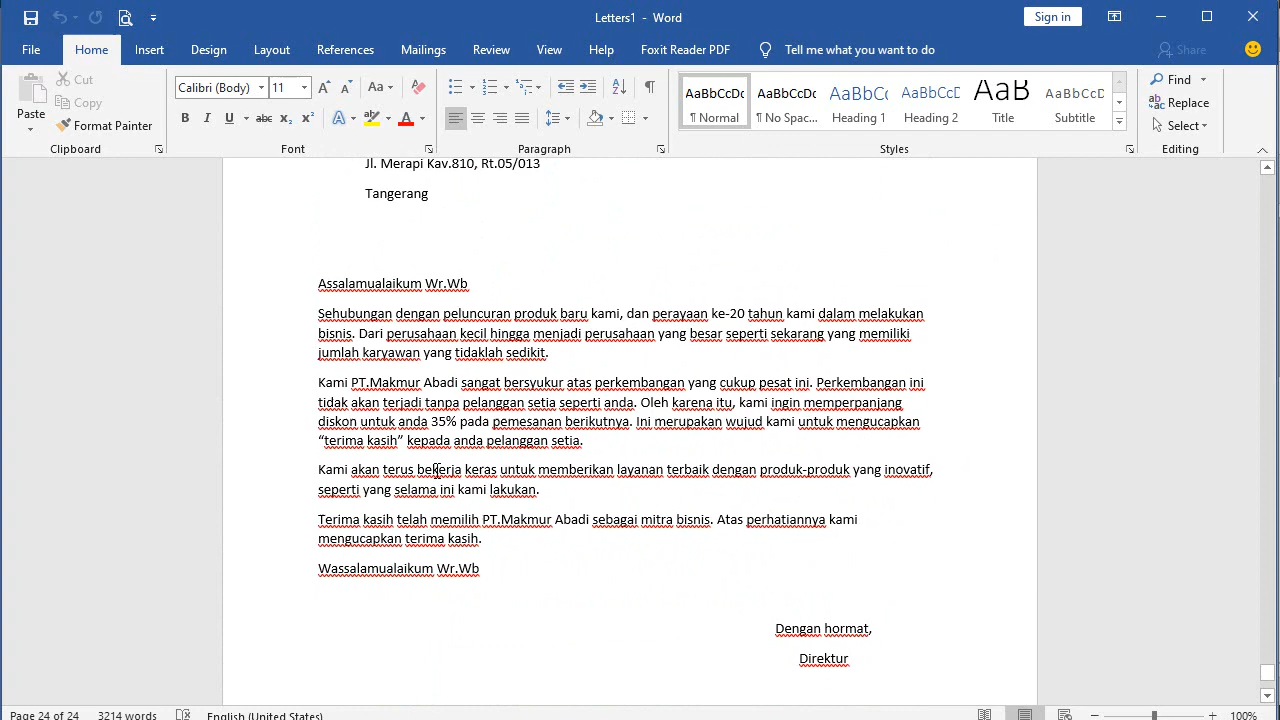 Letters1 - Word
Sign in
File Home Insert Design Layout References Mailings Review View Help Foxit Reader PDF Tell me what you want to do Share
Paste
Cut
Copy
Format Painter
Clipboard
Calibri (Body) 11
B I U abc x₂ x²
Font
Paragraph
AaBbCcDc AaBbCcDc AaBbCc AaBbCcD AaB AaBbCcD
¶ Normal ¶ No Spac... Heading 1 Heading 2 Title Subtitle
Styles
Find
Replace
Select
Editing
Jl. Merapi Kav.810, Rt.05/013
Tangerang
Assalamualaikum Wr.Wb
Sehubungan dengan peluncuran produk baru kami, dan perayaan ke-20 tahun kami dalam melakukan
bisnis. Dari perusahaan kecil hingga menjadi perusahaan yang besar seperti sekarang yang memiliki
jumlah karyawan yang tidaklah sedikit.
Kami PT.Makmur Abadi sangat bersyukur atas perkembangan yang cukup pesat ini. Perkembangan ini
tidak akan terjadi tanpa pelanggan setia seperti anda. Oleh karena itu, kami ingin memperpanjang
diskon untuk anda 35% pada pemesanan berikutnya. Ini merupakan wujud kami untuk mengucapkan
“terima kasih” kepada anda pelanggan setia.
Kami akan terus bekerja keras untuk memberikan layanan terbaik dengan produk-produk yang inovatif,
seperti yang selama ini kami lakukan.
Terima kasih telah memilih PT.Makmur Abadi sebagai mitra bisnis. Atas perhatiannya kami
mengucapkan terima kasih.
Wassalamualaikum Wr.Wb
Dengan hormat,
Direktur
Page 24 of 24 3214 words English (United States) 100%